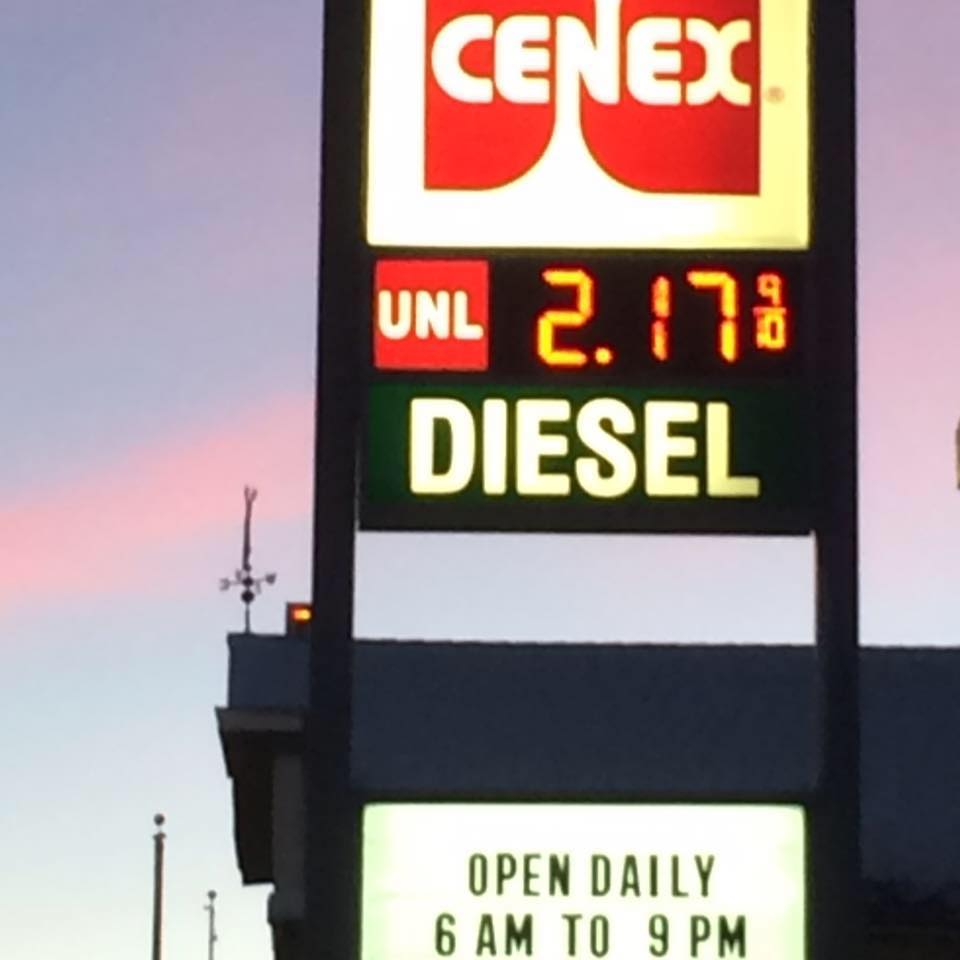 CENEX®
UNL 2.17 9/10
DIESEL
OPEN DAILY
6 AM TO 9 PM